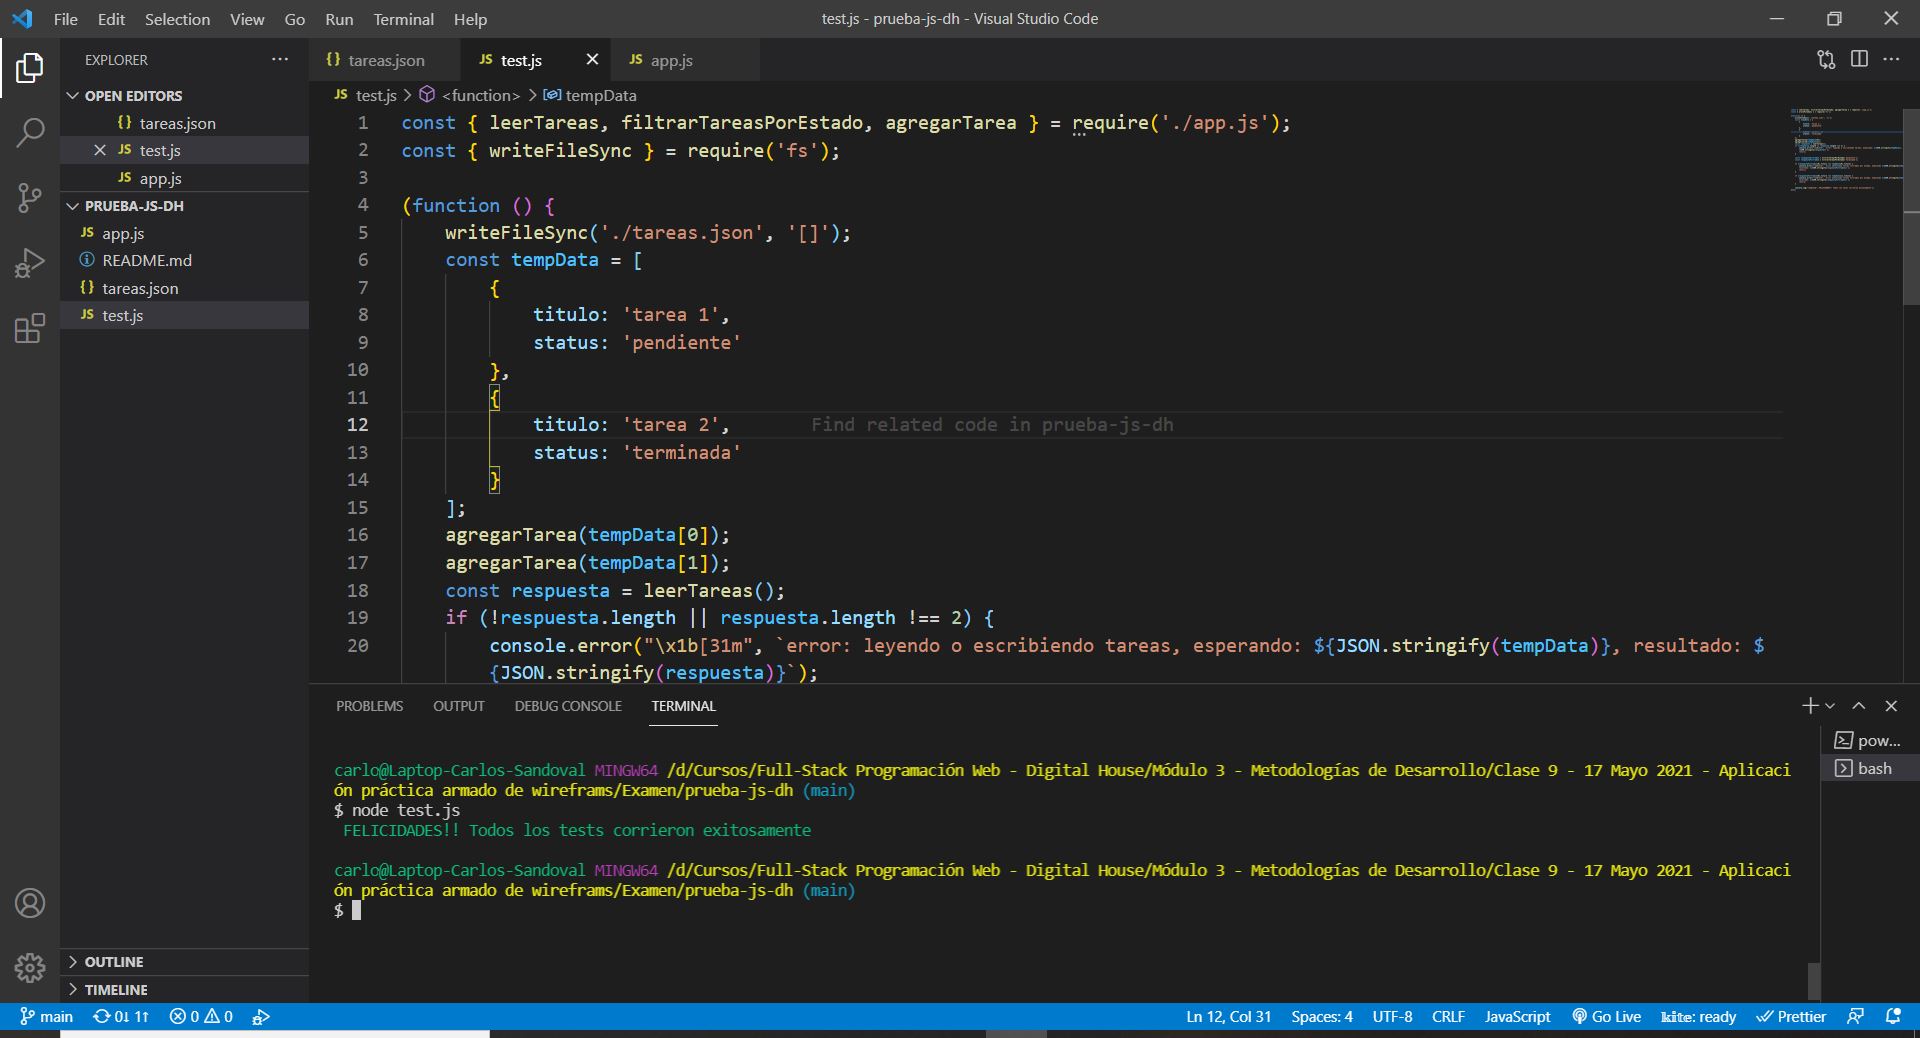 File Edit Selection View Go Run Terminal Help
test.js - prueba-js-dh - Visual Studio Code
EXPLORER
OPEN EDITORS
{} tareas.json
JS test.js
JS app.js
PRUEBA-JS-DH
JS app.js
README.md
{} tareas.json
JS test.js
OUTLINE
TIMELINE
{} tareas.json JS test.js JS app.js
JS test.js > <function> > tempData
1 const { leerTareas, filtrarTareasPorEstado, agregarTarea } = require('./app.js');
2 const { writeFileSync } = require('fs');
3
4 (function () {
5 writeFileSync('./tareas.json', '[]');
6 const tempData = [
7 {
8 titulo: 'tarea 1',
9 status: 'pendiente'
10 },
11 {
12 titulo: 'tarea 2', Find related code in prueba-js-dh
13 status: 'terminada'
14 }
15 ];
16 agregarTarea(tempData[0]);
17 agregarTarea(tempData[1]);
18 const respuesta = leerTareas();
19 if (!respuesta.length || respuesta.length !== 2) {
20 console.error("\x1b[31m", `error: leyendo o escribiendo tareas, esperando: ${JSON.stringify(tempData)}, resultado: $
{JSON.stringify(respuesta)}`);
PROBLEMS OUTPUT DEBUG CONSOLE TERMINAL
carlo@Laptop-Carlos-Sandoval MINGW64 /d/Cursos/Full-Stack Programación Web - Digital House/Módulo 3 - Metodologías de Desarrollo/Clase 9 - 17 Mayo 2021 - Aplicaci
ón práctica armado de wireframs/Examen/prueba-js-dh (main)
$ node test.js
FELICIDADES!! Todos los tests corrieron exitosamente
carlo@Laptop-Carlos-Sandoval MINGW64 /d/Cursos/Full-Stack Programación Web - Digital House/Módulo 3 - Metodologías de Desarrollo/Clase 9 - 17 Mayo 2021 - Aplicaci
ón práctica armado de wireframs/Examen/prueba-js-dh (main)
$
pow...
bash
main 0↓ 1↑ 0 0
Ln 12, Col 31 Spaces: 4 UTF-8 CRLF JavaScript Go Live kite: ready Prettier